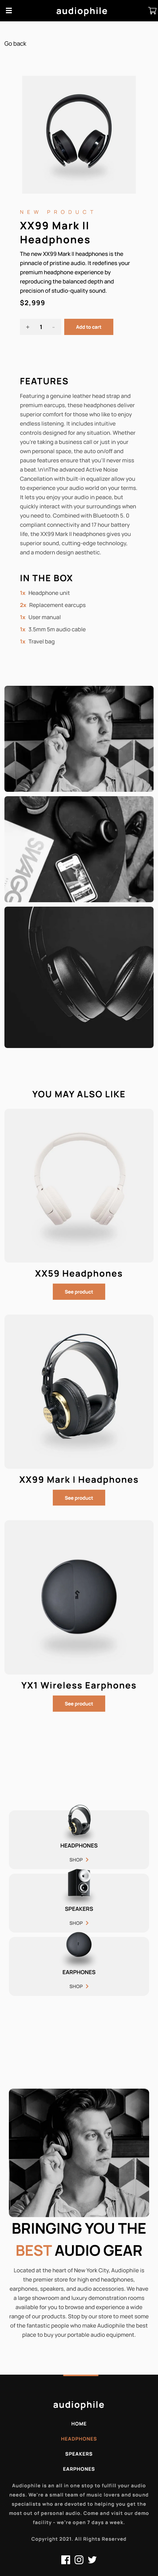 audiophile
Go back
NEW PRODUCT
XX99 Mark II
Headphones
The new XX99 Mark II headphones is the
pinnacle of pristine audio. It redefines your
premium headphone experience by
reproducing the balanced depth and
precision of studio-quality sound.
$2,999
+ 1 -
Add to cart
FEATURES
Featuring a genuine leather head strap and
premium earcups, these headphones deliver
superior comfort for those who like to enjoy
endless listening. It includes intuitive
controls designed for any situation. Whether
you're taking a business call or just in your
own personal space, the auto on/off and
pause features ensure that you'll never miss
a beat. \n\nThe advanced Active Noise
Cancellation with built-in equalizer allow you
to experience your audio world on your terms.
It lets you enjoy your audio in peace, but
quickly interact with your surroundings when
you need to. Combined with Bluetooth 5. 0
compliant connectivity and 17 hour battery
life, the XX99 Mark II headphones gives you
superior sound, cutting-edge technology,
and a modern design aesthetic.
IN THE BOX
1x Headphone unit
2x Replacement earcups
1x User manual
1x 3.5mm 5m audio cable
1x Travel bag
SWAGG
YOU MAY ALSO LIKE
XX59 Headphones
See product
XX99 Mark I Headphones
See product
YX1 Wireless Earphones
See product
HEADPHONES
SHOP
SPEAKERS
SHOP
EARPHONES
SHOP
BRINGING YOU THE
BEST AUDIO GEAR
Located at the heart of New York City, Audiophile is
the premier store for high end headphones,
earphones, speakers, and audio accessories. We have
a large showroom and luxury demonstration rooms
available for you to browse and experience a wide
range of our products. Stop by our store to meet some
of the fantastic people who make Audiophile the best
place to buy your portable audio equipment.
audiophile
HOME
HEADPHONES
SPEAKERS
EARPHONES
Audiophile is an all in one stop to fulfill your audio
needs. We're a small team of music lovers and sound
specialists who are devoted to helping you get the
most out of personal audio. Come and visit our demo
facility - we're open 7 days a week.
Copyright 2021. All Rights Reserved